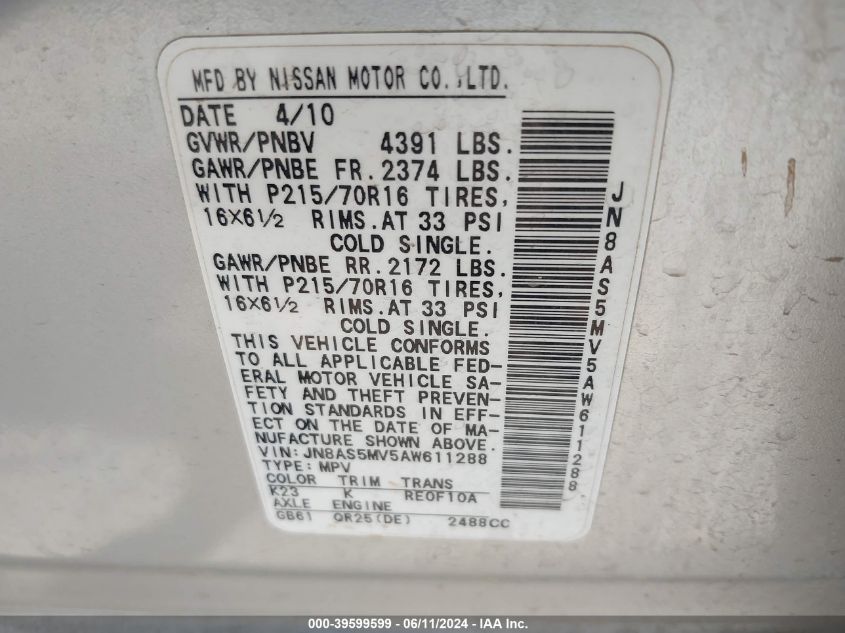 MFD BY NISSAN MOTOR CO.,LTD.
DATE 4/10
GVWR/PNBV 4391 LBS.
GAWR/PNBE FR. 2374 LBS.
WITH P215/70R16 TIRES,
16X6½ RIMS. AT 33 PSI
COLD SINGLE.
GAWR/PNBE RR. 2172 LBS.
WITH P215/70R16 TIRES,
16X6½ RIMS. AT 33 PSI
COLD SINGLE.
THIS VEHICLE CONFORMS
TO ALL APPLICABLE FED-
ERAL MOTOR VEHICLE SA-
FETY AND THEFT PREVEN-
TION STANDARDS IN EFF-
ECT ON THE DATE OF MA-
NUFACTURE SHOWN ABOVE.
VIN: JN8AS5MV5AW611288
TYPE: MPV
COLOR TRIM TRANS
K23 K RE0F10A
AXLE ENGINE
GB61 QR25(DE) 2488CC
JN8AS5MV5AW611288
000-39599599 - 06/11/2024 - IAA Inc.